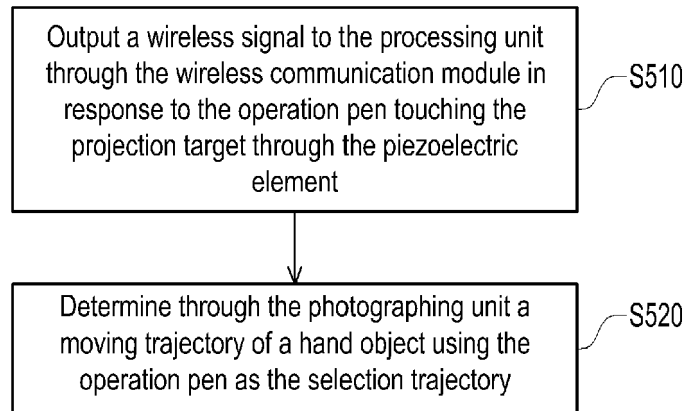 Output a wireless signal to the processing unit
through the wireless communication module in
response to the operation pen touching the
projection target through the piezoelectric
element
S510
Determine through the photographing unit a
moving trajectory of a hand object using the
operation pen as the selection trajectory
S520